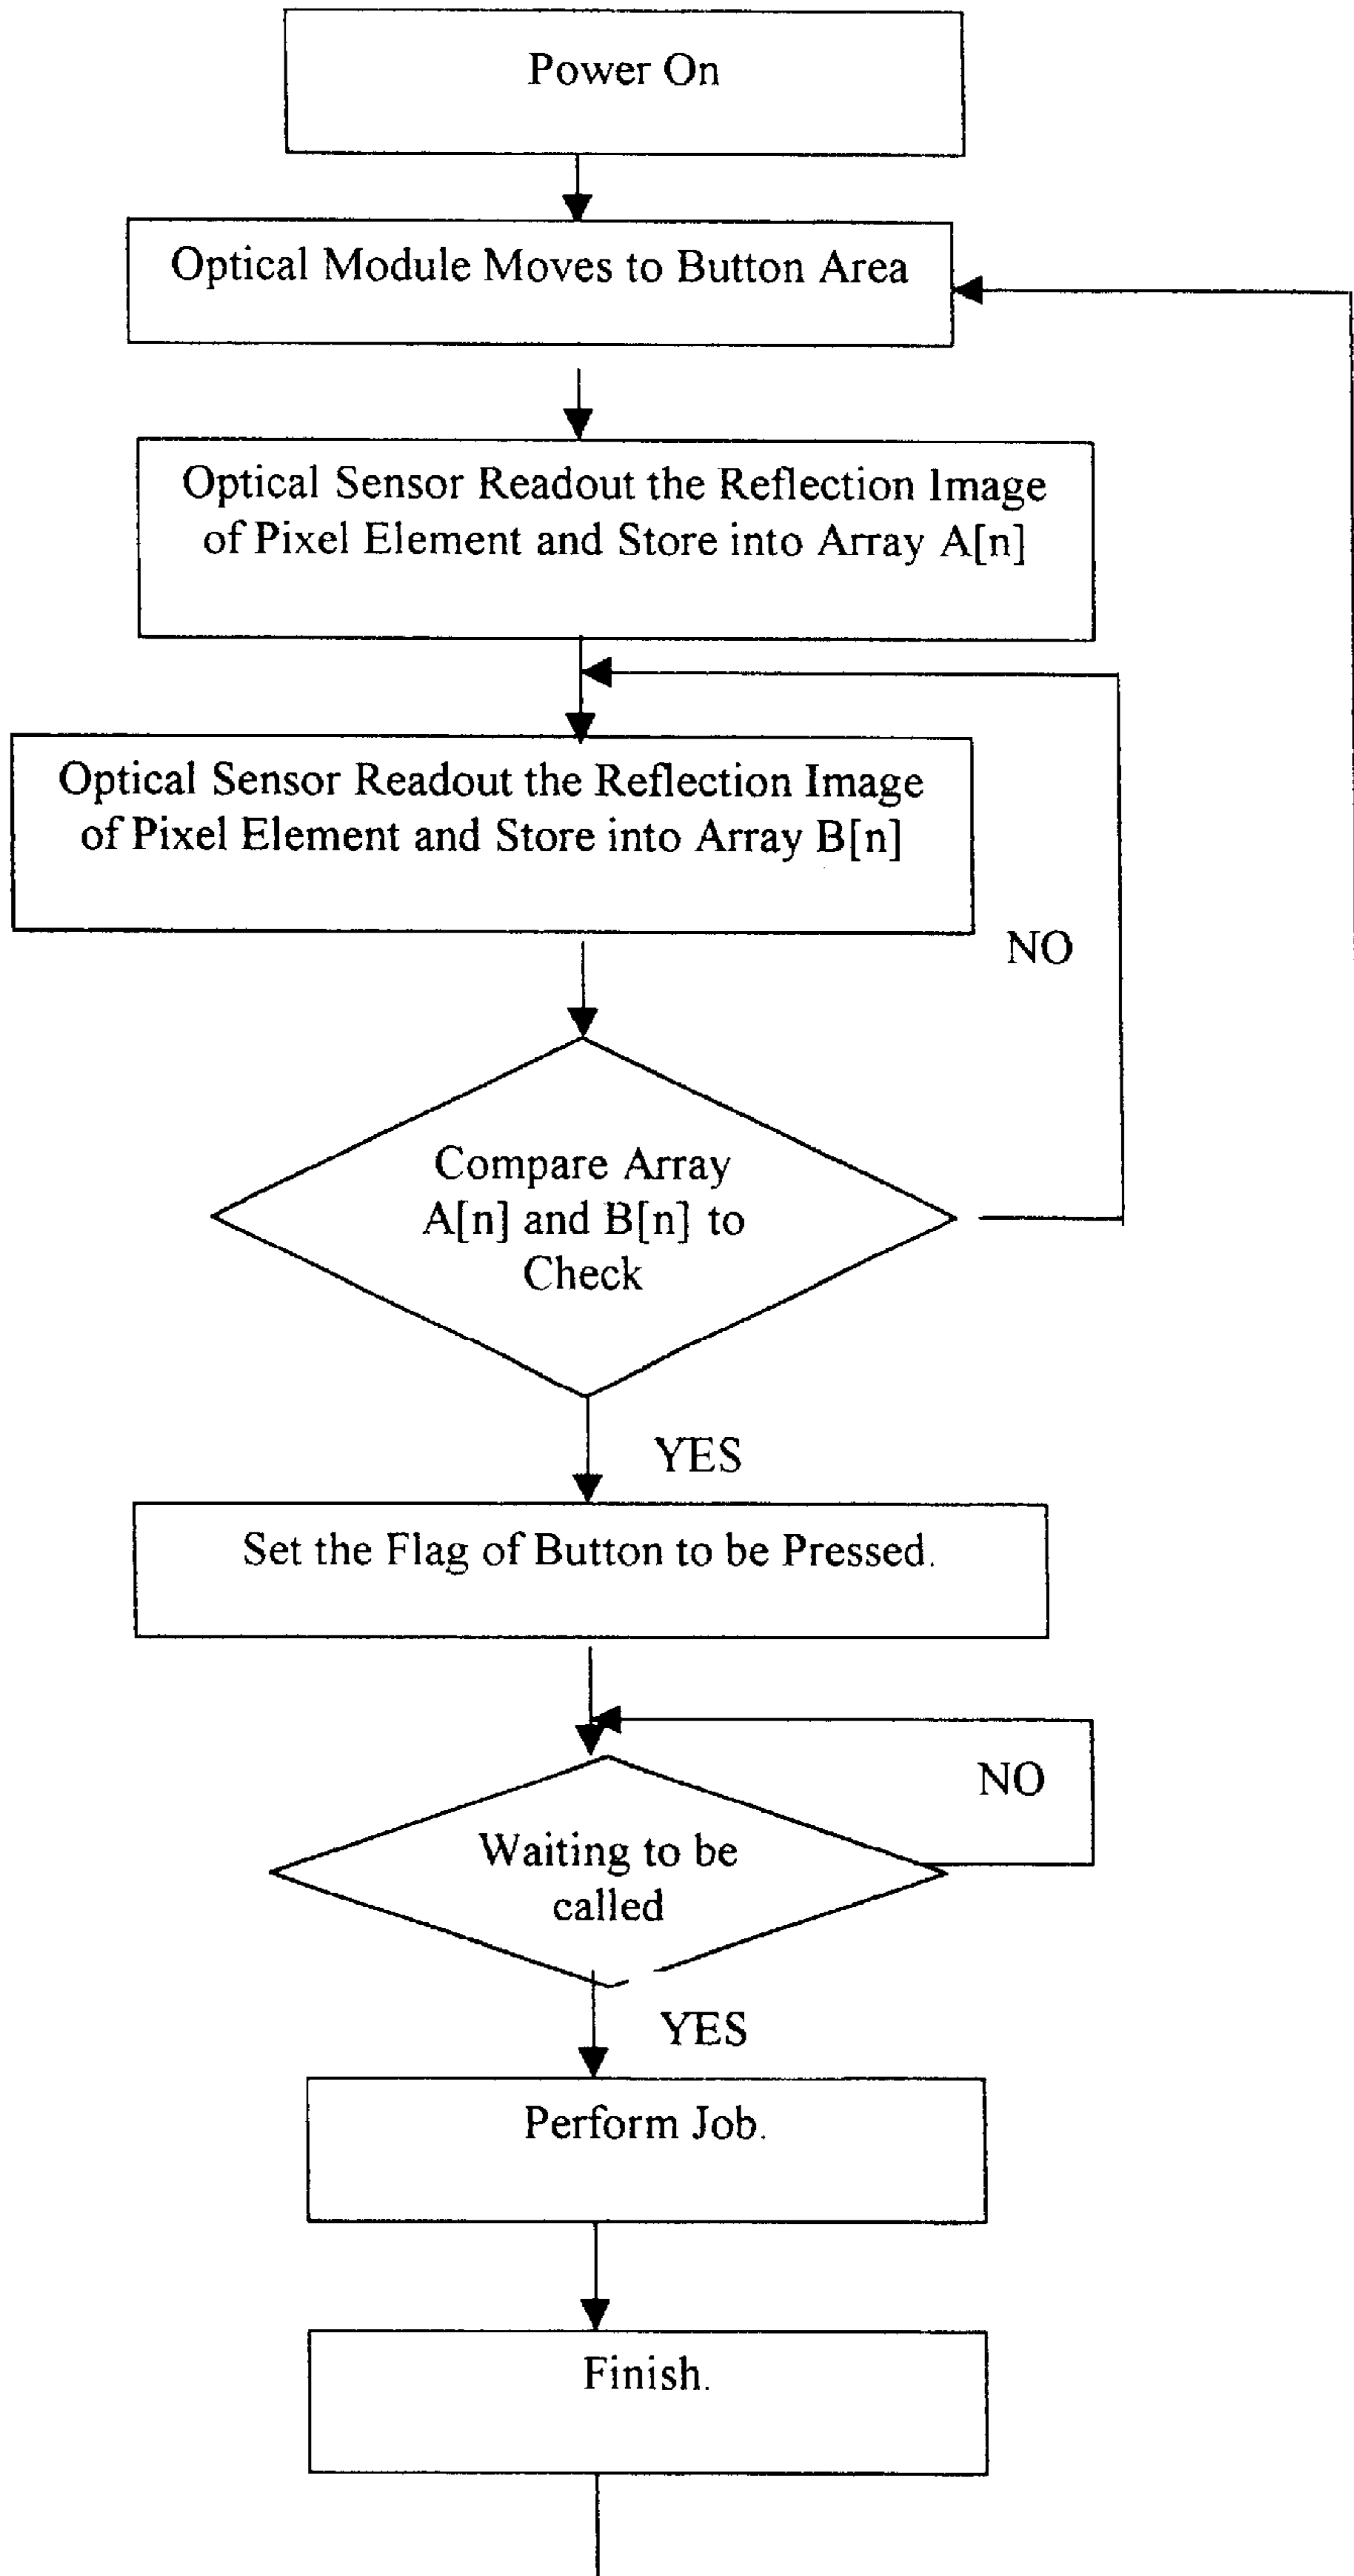 Power On
Optical Module Moves to Button Area
Optical Sensor Readout the Reflection Image
of Pixel Element and Store into Array A[n]
Optical Sensor Readout the Reflection Image
of Pixel Element and Store into Array B[n]
NO
Compare Array
A[n] and B[n] to
Check
YES
Set the Flag of Button to be Pressed.
NO
Waiting to be
called
YES
Perform Job.
Finish.